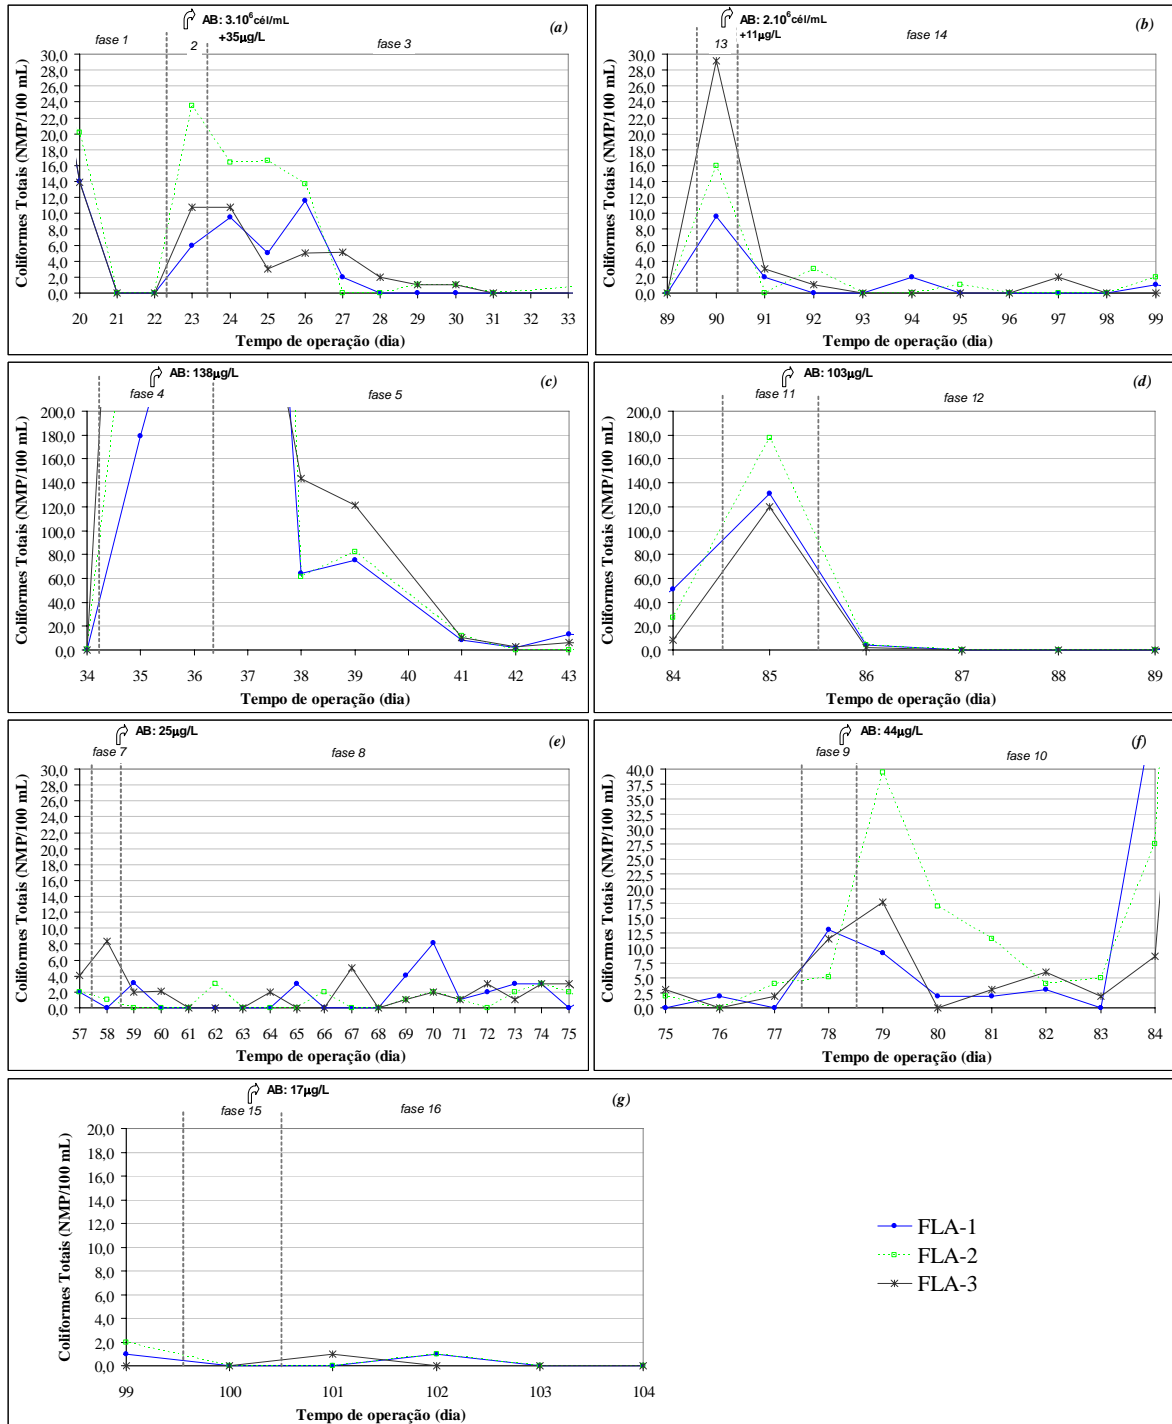 AB: 3.10⁶ cél/mL
+35µg/L
(a)
fase 1
2
fase 3
Coliformes Totais (NMP/100 mL)
30,0
28,0
26,0
24,0
22,0
20,0
18,0
16,0
14,0
12,0
10,0
8,0
6,0
4,0
2,0
0,0
20 21 22 23 24 25 26 27 28 29 30 31 32 33
Tempo de operação (dia)
AB: 2.10⁶ cél/mL
+11µg/L
(b)
13
fase 14
Coliformes Totais (NMP/100 mL)
30,0
28,0
26,0
24,0
22,0
20,0
18,0
16,0
14,0
12,0
10,0
8,0
6,0
4,0
2,0
0,0
89 90 91 92 93 94 95 96 97 98 99
Tempo de operação (dia)
AB: 138µg/L
(c)
fase 4
fase 5
Coliformes Totais (NMP/100 mL)
200,0
180,0
160,0
140,0
120,0
100,0
80,0
60,0
40,0
20,0
0,0
34 35 36 37 38 39 40 41 42 43
Tempo de operação (dia)
AB: 103µg/L
(d)
fase 11
fase 12
Coliformes Totais (NMP/100 mL)
200,0
180,0
160,0
140,0
120,0
100,0
80,0
60,0
40,0
20,0
0,0
84 85 86 87 88 89
Tempo de operação (dia)
AB: 25µg/L
(e)
fase 7
fase 8
Coliformes Totais (NMP/100 mL)
30,0
28,0
26,0
24,0
22,0
20,0
18,0
16,0
14,0
12,0
10,0
8,0
6,0
4,0
2,0
0,0
57 58 59 60 61 62 63 64 65 66 67 68 69 70 71 72 73 74 75
Tempo de operação (dia)
AB: 44µg/L
(f)
fase 9
fase 10
Coliformes Totais (NMP/100 mL)
40,0
37,5
35,0
32,5
30,0
27,5
25,0
22,5
20,0
17,5
15,0
12,5
10,0
7,5
5,0
2,5
0,0
75 76 77 78 79 80 81 82 83 84
Tempo de operação (dia)
AB: 17µg/L
(g)
fase 15
fase 16
Coliformes Totais (NMP/100 mL)
20,0
18,0
16,0
14,0
12,0
10,0
8,0
6,0
4,0
2,0
0,0
99 100 101 102 103 104
Tempo de operação (dia)
FLA-1
FLA-2
FLA-3